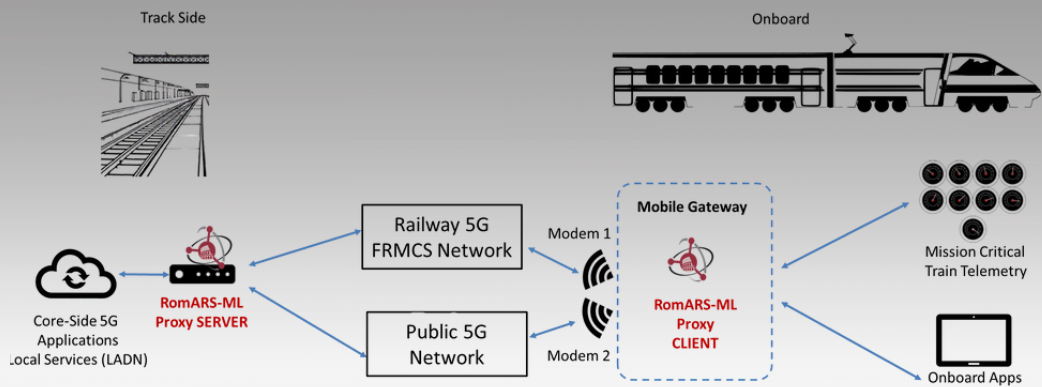 Track Side
Onboard
Mobile Gateway
Railway 5G
FRMCS Network
Modem 1
Mission Critical
Train Telemetry
RomARS-ML
Proxy SERVER
RomARS-ML
Proxy
CLIENT
Core-Side 5G
Applications
Local Services (LADN)
Public 5G
Network
Modem 2
Onboard Apps